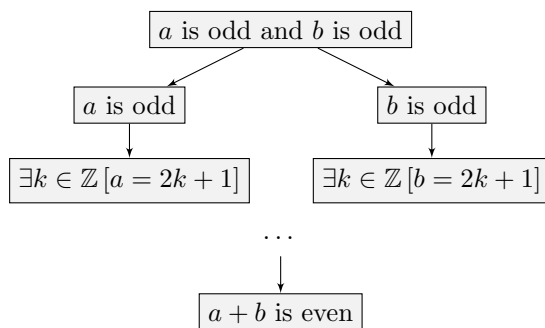 a is odd and b is odd
a is odd
b is odd
∃k ∈ ℤ [a = 2k + 1]
∃k ∈ ℤ [b = 2k + 1]
...
a + b is even